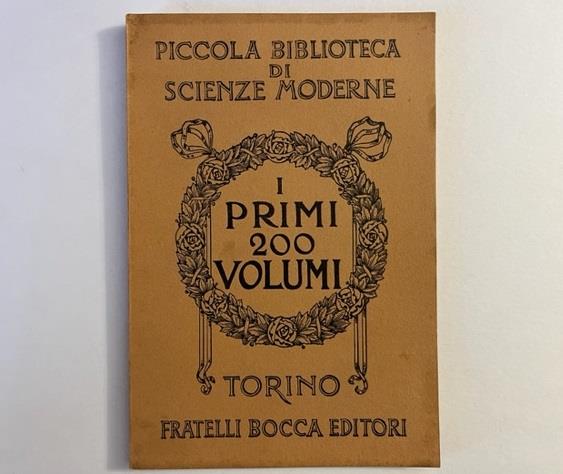 PICCOLA BIBLIOTECA
DI
SCIENZE MODERNE
I
PRIMI
200
VOLUMI
TORINO
FRATELLI BOCCA EDITORI